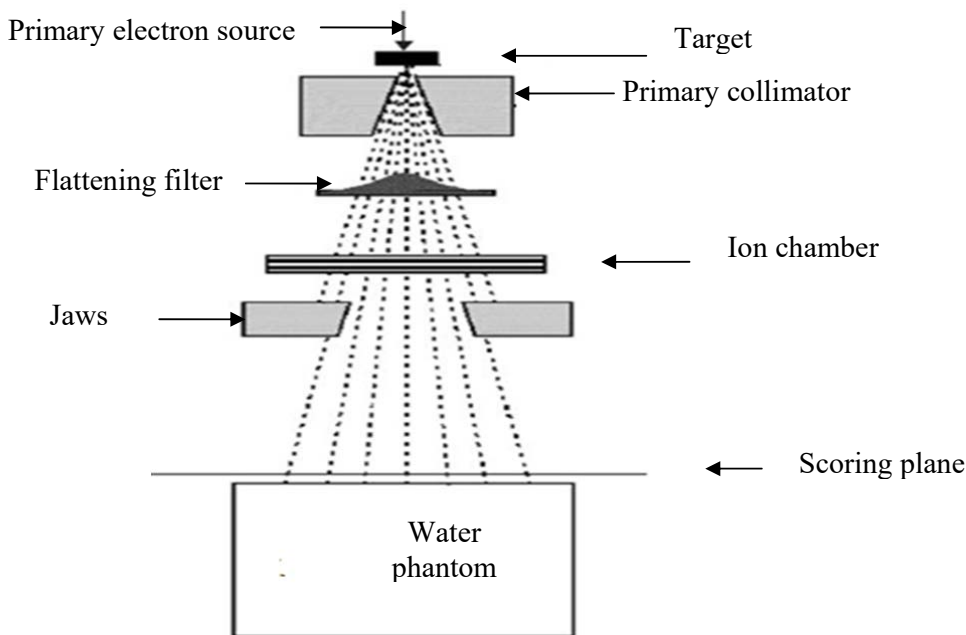 Primary electron source
Target
Primary collimator
Flattening filter
Ion chamber
Jaws
Scoring plane
Water
phantom